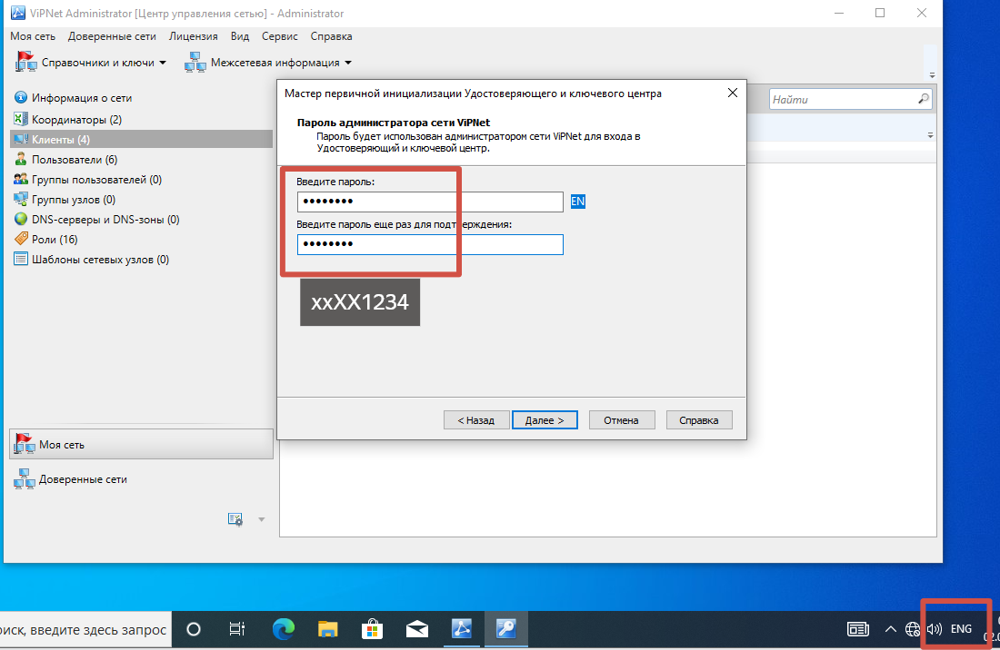 ViPNet Administrator [Центр управления сетью] - Administrator
Моя сеть Доверенные сети Лицензия Вид Сервис Справка
Справочники и ключи Межсетевая информация
Информация о сети
Координаторы (2)
Клиенты (4)
Пользователи (6)
Группы пользователей (0)
Группы узлов (0)
DNS-серверы и DNS-зоны (0)
Роли (16)
Шаблоны сетевых узлов (0)
Моя сеть
Доверенные сети
Найти
Мастер первичной инициализации Удостоверяющего и ключевого центра
Пароль администратора сети ViPNet
Пароль будет использован администратором сети ViPNet для входа в
Удостоверяющий и ключевой центр.
Введите пароль:
EN
Введите пароль еще раз для подтверждения:
xxXX1234
< Назад Далее > Отмена Справка
оиск, введите здесь запрос
ENG
02.0